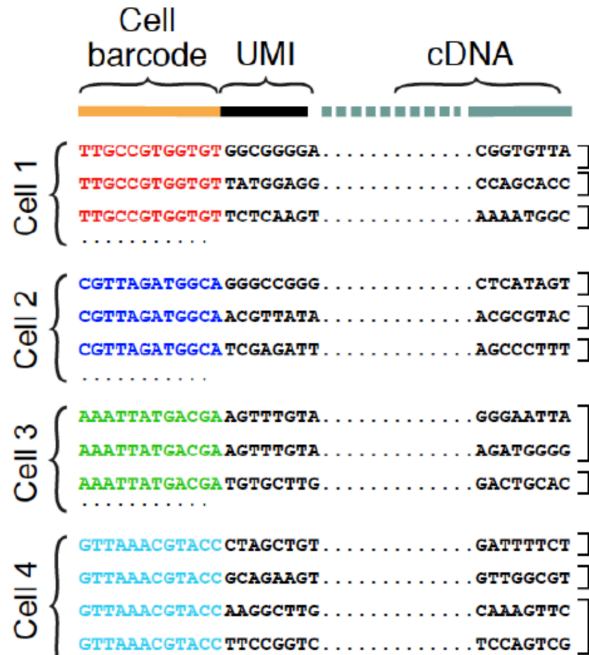 Cell barcode UMI cDNA
Cell 1
TTGCCGTGGTGTGGCGGGGA.............CGGTGTTA
TTGCCGTGGTGTTATGGAGG.............CCAGCACC
TTGCCGTGGTGTTCTCAAGT.............AAAATGGC
...........
Cell 2
CGTTAGATGGCAGGGCCGGG.............CTCATAGT
CGTTAGATGGCAACGTTATA.............ACGCGTAC
CGTTAGATGGCATCGAGATT.............AGCCCTTT
...........
Cell 3
AAATTATGACGAAGTTTGTA.............GGGAATTA
AAATTATGACGAAGTTTGTA.............AGATGGGG
AAATTATGACGATGTGCTTG.............GACTGCAC
...........
Cell 4
GTTAAACGTACCCTAGCTGT.............GATTTTCT
GTTAAACGTACCGCAGAAGT.............GTTGGCGT
GTTAAACGTACCAAGGCTTG.............CAAAGTTC
GTTAAACGTACCTTCCGGTC.............TCCAGTCG